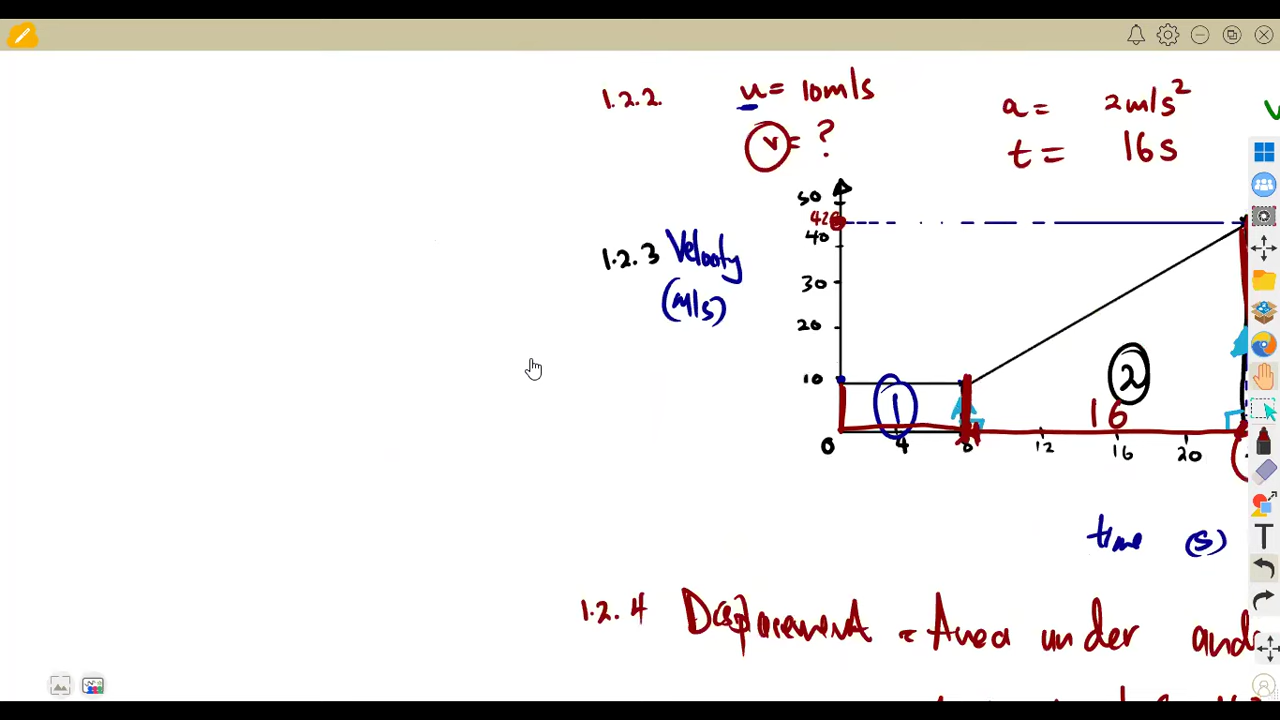 1.2.2. u= 10m/s a= 2m/s²
v= ? t= 16s
50
42
40
1.2.3 Velocity
(m/s)
30
20
10
1
2
16
0 4 8 12 16 20
time (s)
1.2.4 Displacement = Area under and
T